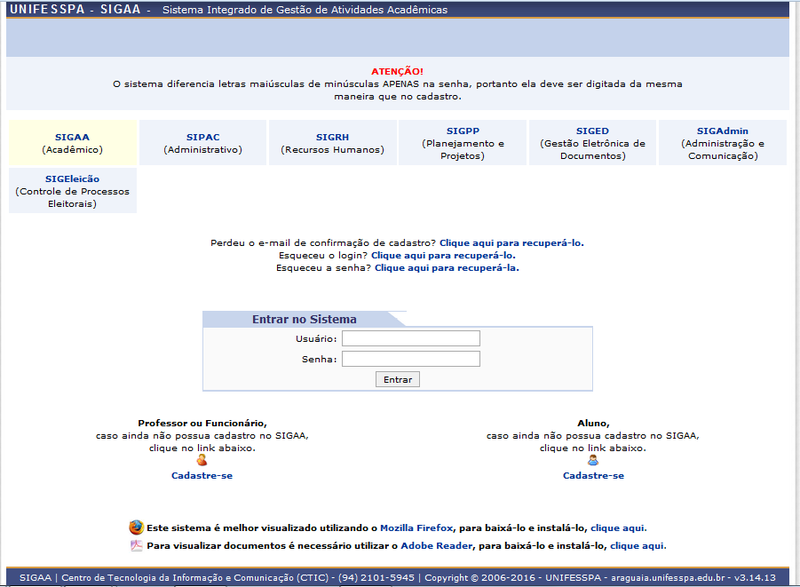 UNIFESSPA - SIGAA - Sistema Integrado de Gestão de Atividades Acadêmicas
ATENÇÃO!
O sistema diferencia letras maiúsculas de minúsculas APENAS na senha, portanto ela deve ser digitada da mesma
maneira que no cadastro.
SIGAA
(Acadêmico)
SIPAC
(Administrativo)
SIGRH
(Recursos Humanos)
SIGPP
(Planejamento e
Projetos)
SIGED
(Gestão Eletrônica de
Documentos)
SIGAdmin
(Administração e
Comunicação)
SIGEleicão
(Controle de Processos
Eleitorais)
Perdeu o e-mail de confirmação de cadastro? Clique aqui para recuperá-lo.
Esqueceu o login? Clique aqui para recuperá-lo.
Esqueceu a senha? Clique aqui para recuperá-la.
Entrar no Sistema
Usuário:
Senha:
Entrar
Professor ou Funcionário,
caso ainda não possua cadastro no SIGAA,
clique no link abaixo.
Cadastre-se
Aluno,
caso ainda não possua cadastro no SIGAA,
clique no link abaixo.
Cadastre-se
Este sistema é melhor visualizado utilizando o Mozilla Firefox, para baixá-lo e instalá-lo, clique aqui.
Para visualizar documentos é necessário utilizar o Adobe Reader, para baixá-lo e instalá-lo, clique aqui.
SIGAA | Centro de Tecnologia da Informação e Comunicação (CTIC) - (94) 2101-5945 | Copyright © 2006-2016 - UNIFESSPA - araguaia.unifesspa.edu.br - v3.14.13